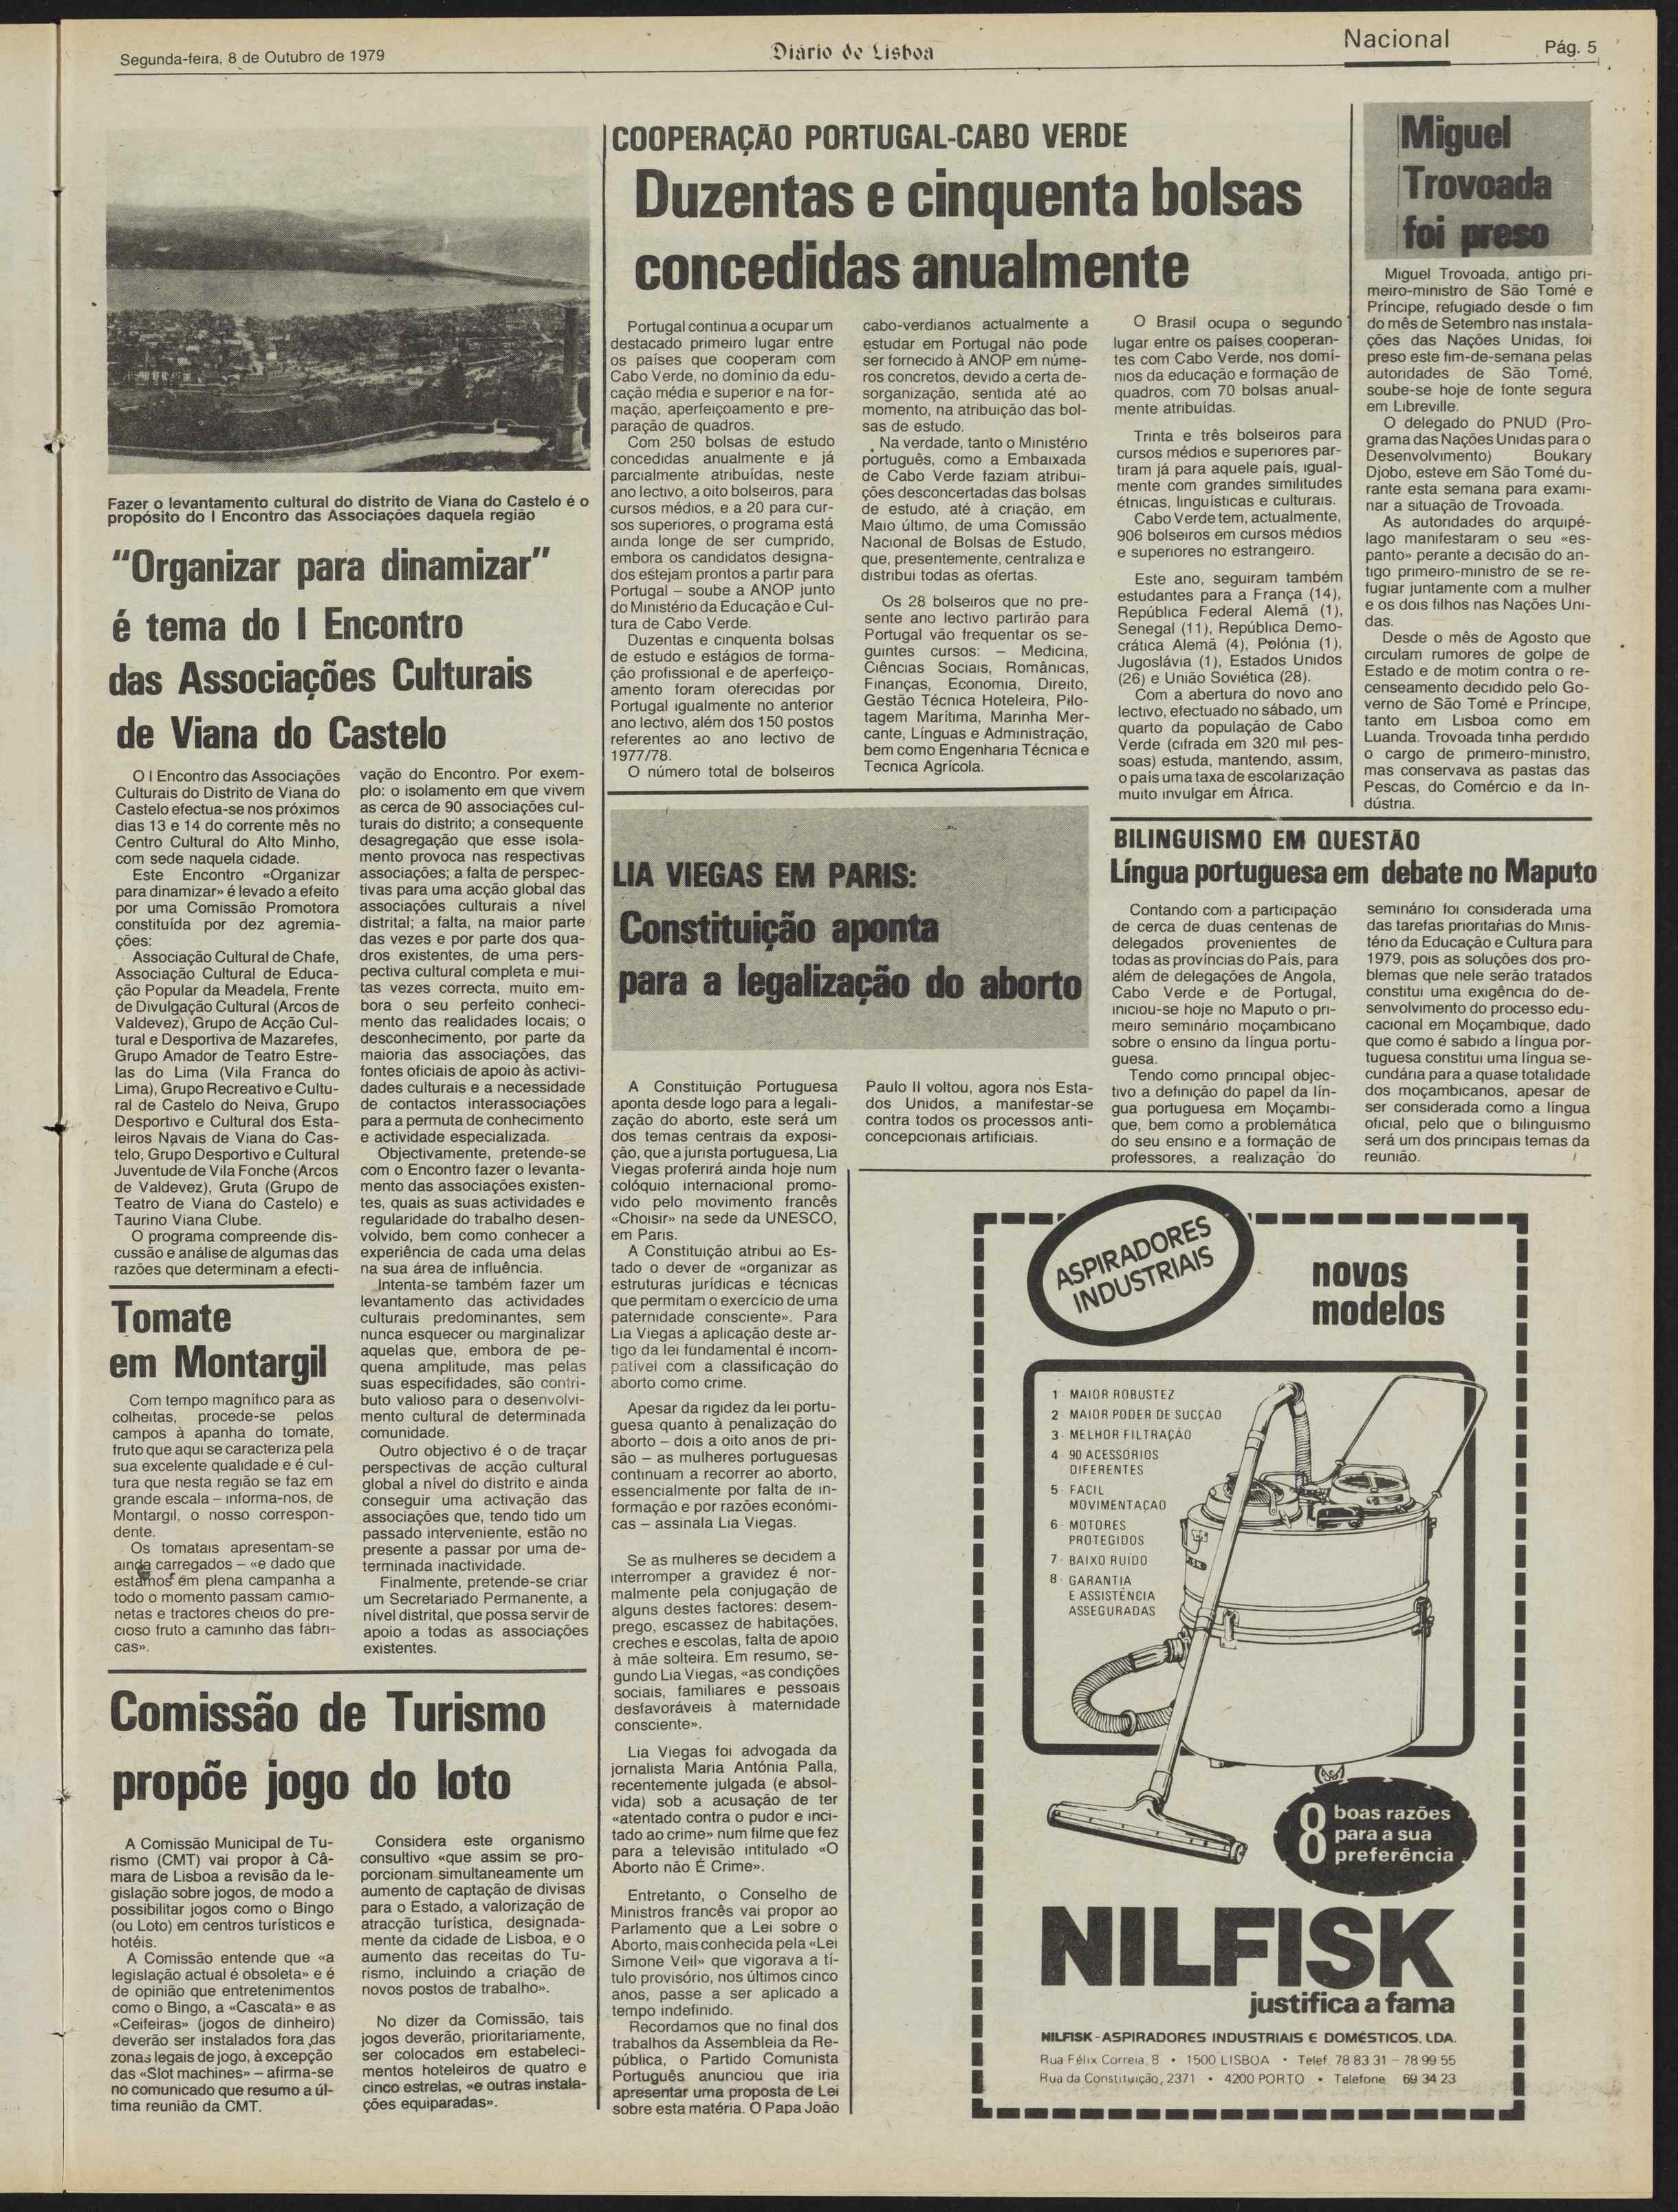 Segunda-feira, 8 de Outubro de 1979
Diário de Lisboa
Nacional
Pág. 5
Fazer o levantamento cultural do distrito de Viana do Castelo é o
propósito do I Encontro das Associações daquela região
"Organizar para dinamizar"
é tema do I Encontro
das Associações Culturais
de Viana do Castelo
O I Encontro das Associações
Culturais do Distrito de Viana do
Castelo efectua-se nos próximos
dias 13 e 14 do corrente mês no
Centro Cultural do Alto Minho,
com sede naquela cidade.
Este Encontro «Organizar
para dinamizar» é levado a efeito
por uma Comissão Promotora
constituída por dez agremia-
ções:
Associação Cultural de Chafe,
Associação Cultural de Educa-
ção Popular da Meadela, Frente
de Divulgação Cultural (Arcos de
Valdevez), Grupo de Acção Cul-
tural e Desportiva de Mazarefes,
Grupo Amador de Teatro Estre-
las do Lima (Vila Franca do
Lima), Grupo Recreativo e Cultu-
ral de Castelo do Neiva, Grupo
Desportivo e Cultural dos Esta-
leiros Navais de Viana do Cas-
telo, Grupo Desportivo e Cultural
Juventude de Vila Fonche (Arcos
de Valdevez), Gruta (Grupo de
Teatro de Viana do Castelo) e
Taurino Viana Clube.
O programa compreende dis-
cussão e análise de algumas das
razões que determinam a efecti-
vação do Encontro. Por exem-
plo: o isolamento em que vivem
as cerca de 90 associações cul-
turais do distrito; a consequente
desagregação que esse isola-
mento provoca nas respectivas
associações; a falta de perspec-
tivas para uma acção global das
associações culturais a nível
distrital; a falta, na maior parte
das vezes e por parte dos qua-
dros existentes, de uma pers-
pectiva cultural completa e mui-
tas vezes correcta, muito em-
bora o seu perfeito conheci-
mento das realidades locais; o
desconhecimento, por parte da
maioria das associações, das
fontes oficiais de apoio às activi-
dades culturais e a necessidade
de contactos interassociações
para a permuta de conhecimento
e actividade especializada.
Objectivamente, pretende-se
com o Encontro fazer o levanta-
mento das associações existen-
tes, quais as suas actividades e
regularidade do trabalho desen-
volvido, bem como conhecer a
experiência de cada uma delas
na sua área de influência.
Intenta-se também fazer um
levantamento das actividades
culturais predominantes, sem
nunca esquecer ou marginalizar
aquelas que, embora de pe-
quena amplitude, mas pelas
suas especifidades, são contri-
buto valioso para o desenvolvi-
mento cultural de determinada
comunidade.
Outro objectivo é o de traçar
perspectivas de acção cultural
global a nível do distrito e ainda
conseguir uma activação das
associações que, tendo tido um
passado interveniente, estão no
presente a passar por uma de-
terminada inactividade.
Finalmente, pretende-se criar
um Secretariado Permanente, a
nível distrital, que possa servir de
apoio a todas as associações
existentes.
Tomate
em Montargil
Com tempo magnífico para as
colheitas, procede-se pelos
campos à apanha do tomate,
fruto que aqui se caracteriza pela
sua excelente qualidade e é cul-
tura que nesta região se faz em
grande escala – informa-nos, de
Montargil, o nosso correspon-
dente.
Os tomatais apresentam-se
ainda carregados – «e dado que
estamos em plena campanha a
todo o momento passam camio-
netas e tractores cheios do pre-
cioso fruto a caminho das fábri-
cas».
Comissão de Turismo
propõe jogo do loto
A Comissão Municipal de Tu-
rismo (CMT) vai propor à Câ-
mara de Lisboa a revisão da le-
gislação sobre jogos, de modo a
possibilitar jogos como o Bingo
(ou Loto) em centros turísticos e
hotéis.
A Comissão entende que «a
legislação actual é obsoleta» e é
de opinião que entretenimentos
como o Bingo, a «Cascata» e as
«Ceifeiras» (jogos de dinheiro)
deverão ser instalados fora das
zonas legais de jogo, à excepção
das «Slot machines» – afirma-se
no comunicado que resumo a úl-
tima reunião da CMT.
Considera este organismo
consultivo «que assim se pro-
porcionam simultaneamente um
aumento de captação de divisas
para o Estado, a valorização de
atracção turística, designada-
mente da cidade de Lisboa, e o
aumento das receitas do Tu-
rismo, incluindo a criação de
novos postos de trabalho».
No dizer da Comissão, tais
jogos deverão, prioritariamente,
ser colocados em estabeleci-
mentos hoteleiros de quatro e
cinco estrelas, «e outras instala-
ções equiparadas».
COOPERAÇÃO PORTUGAL-CABO VERDE
Duzentas e cinquenta bolsas
concedidas anualmente
Portugal continua a ocupar um
destacado primeiro lugar entre
os países que cooperam com
Cabo Verde, no domínio da edu-
cação média e superior e na for-
mação, aperfeiçoamento e pre-
paração de quadros.
Com 250 bolsas de estudo
concedidas anualmente e já
parcialmente atribuídas, neste
ano lectivo, a oito bolseiros, para
cursos médios, e a 20 para cur-
sos superiores, o programa está
ainda longe de ser cumprido,
embora os candidatos designa-
dos estejam prontos a partir para
Portugal – soube a ANOP junto
do Ministério da Educação e Cul-
tura de Cabo Verde.
Duzentas e cinquenta bolsas
de estudo e estágios de forma-
ção profissional e de aperfeiço-
amento foram oferecidas por
Portugal igualmente no anterior
ano lectivo, além dos 150 postos
referentes ao ano lectivo de
1977/78.
O número total de bolseiros
cabo-verdianos actualmente a
estudar em Portugal não pode
ser fornecido à ANOP em núme-
ros concretos, devido a certa de-
sorganização, sentida até ao
momento, na atribuição das bol-
sas de estudo.
Na verdade, tanto o Ministério
português, como a Embaixada
de Cabo Verde faziam atribui-
ções desconcertadas das bolsas
de estudo, até à criação, em
Maio último, de uma Comissão
Nacional de Bolsas de Estudo,
que, presentemente, centraliza e
distribui todas as ofertas.
Os 28 bolseiros que no pre-
sente ano lectivo partirão para
Portugal vão frequentar os se-
guintes cursos: – Medicina,
Ciências Sociais, Românicas,
Finanças, Economia, Direito,
Gestão Técnica Hoteleira, Pilo-
tagem Marítima, Marinha Mer-
cante, Línguas e Administração,
bem como Engenharia Técnica e
Tecnica Agrícola.
O Brasil ocupa o segundo
lugar entre os países cooperan-
tes com Cabo Verde, nos domí-
nios da educação e formação de
quadros, com 70 bolsas anual-
mente atribuídas.
Trinta e três bolseiros para
cursos médios e superiores par-
tiram já para aquele país, igual-
mente com grandes similitudes
étnicas, linguísticas e culturais.
Cabo Verde tem, actualmente,
906 bolseiros em cursos médios
e superiores no estrangeiro.
Este ano, seguiram também
estudantes para a França (14),
República Federal Alemã (1),
Senegal (11), República Demo-
crática Alemã (4), Polónia (1),
Jugoslávia (1), Estados Unidos
(26) e União Soviética (28).
Com a abertura do novo ano
lectivo, efectuado no sábado, um
quarto da população de Cabo
Verde (cifrada em 320 mil pes-
soas) estuda, mantendo, assim,
o país uma taxa de escolarização
muito invulgar em África.
Miguel
Trovoada
foi preso
Miguel Trovoada, antigo pri-
meiro-ministro de São Tomé e
Príncipe, refugiado desde o fim
do mês de Setembro nas instala-
ções das Nações Unidas, foi
preso este fim-de-semana pelas
autoridades de São Tomé,
soube-se hoje de fonte segura
em Libreville.
O delegado do PNUD (Pro-
grama das Nações Unidas para o
Desenvolvimento) Boukary
Djobo, esteve em São Tomé du-
rante esta semana para exami-
nar a situação de Trovoada.
As autoridades do arquipé-
lago manifestaram o seu «es-
panto» perante a decisão do an-
tigo primeiro-ministro de se re-
fugiar juntamente com a mulher
e os dois filhos nas Nações Uni-
das.
Desde o mês de Agosto que
circulam rumores de golpe de
Estado e de motim contra o re-
censeamento decidido pelo Go-
verno de São Tomé e Príncipe,
tanto em Lisboa como em
Luanda. Trovoada tinha perdido
o cargo de primeiro-ministro,
mas conservava as pastas das
Pescas, do Comércio e da In-
dústria.
LIA VIEGAS EM PARIS:
Constituição aponta
para a legalização do aborto
A Constituição Portuguesa
aponta desde logo para a legali-
zação do aborto, este será um
dos temas centrais da exposi-
ção, que a jurista portuguesa, Lia
Viegas proferirá ainda hoje num
colóquio internacional promo-
vido pelo movimento francês
«Choisir» na sede da UNESCO,
em Paris.
A Constituição atribui ao Es-
tado o dever de «organizar as
estruturas jurídicas e técnicas
que permitam o exercício de uma
paternidade consciente». Para
Lia Viegas a aplicação deste ar-
tigo da lei fundamental é incom-
patível com a classificação do
aborto como crime.
Apesar da rigidez da lei portu-
guesa quanto à penalização do
aborto – dois a oito anos de pri-
são – as mulheres portuguesas
continuam a recorrer ao aborto,
essencialmente por falta de in-
formação e por razões económi-
cas – assinala Lia Viegas.
Se as mulheres se decidem a
interromper a gravidez é nor-
malmente pela conjugação de
alguns destes factores: desem-
prego, escassez de habitações,
creches e escolas, falta de apoio
à mãe solteira. Em resumo, se-
gundo Lia Viegas, «as condições
sociais, familiares e pessoais
desfavoráveis à maternidade
consciente».
Lia Viegas foi advogada da
jornalista Maria Antónia Palla,
recentemente julgada (e absol-
vida) sob a acusação de ter
«atentado contra o pudor e inci-
tado ao crime» num filme que fez
para a televisão intitulado «O
Aborto não É Crime».
Entretanto, o Conselho de
Ministros francês vai propor ao
Parlamento que a Lei sobre o
Aborto, mais conhecida pela «Lei
Simone Veil» que vigorava a tí-
tulo provisório, nos últimos cinco
anos, passe a ser aplicado a
tempo indefinido.
Recordamos que no final dos
trabalhos da Assembleia da Re-
pública, o Partido Comunista
Português anunciou que iria
apresentar uma proposta de Lei
sobre esta matéria. O Papa João
Paulo II voltou, agora nos Esta-
dos Unidos, a manifestar-se
contra todos os processos anti-
concepcionais artificiais.
BILINGUISMO EM QUESTÃO
Língua portuguesa em debate no Maputo
Contando com a participação
de cerca de duas centenas de
delegados provenientes de
todas as províncias do País, para
além de delegações de Angola,
Cabo Verde e de Portugal,
iniciou-se hoje no Maputo o pri-
meiro seminário moçambicano
sobre o ensino da língua portu-
guesa.
Tendo como principal objec-
tivo a definição do papel da lín-
gua portuguesa em Moçambi-
que, bem como a problemática
do seu ensino e a formação de
professores, a realização do
seminário foi considerada uma
das tarefas prioritárias do Minis-
tério da Educação e Cultura para
1979, pois as soluções dos pro-
blemas que nele serão tratados
constitui uma exigência do de-
senvolvimento do processo edu-
cacional em Moçambique, dado
que como é sabido a língua por-
tuguesa constitui uma língua se-
cundária para a quase totalidade
dos moçambicanos, apesar de
ser considerada como a língua
oficial, pelo que o bilinguismo
será um dos principais temas da
reunião.
ASPIRADORES
INDUSTRIAIS
novos
modelos
1 - MAIOR ROBUSTEZ
2 - MAIOR PODER DE SUCÇÃO
3 - MELHOR FILTRAÇÃO
4 - 90 ACESSÓRIOS
DIFERENTES
5 - FACIL
MOVIMENTAÇÃO
6 - MOTORES
PROTEGIDOS
7 - BAIXO RUÍDO
8 - GARANTIA
E ASSISTÊNCIA
ASSEGURADAS
8 boas razões
para a sua
preferência
NILFISK
justifica a fama
NILFISK - ASPIRADORES INDUSTRIAIS E DOMÉSTICOS, LDA.
Rua Félix Correia, 8 • 1500 LISBOA • Telef. 78 83 31 – 78 99 55
Rua da Constituição, 2371 • 4200 PORTO • Telefone 69 34 23